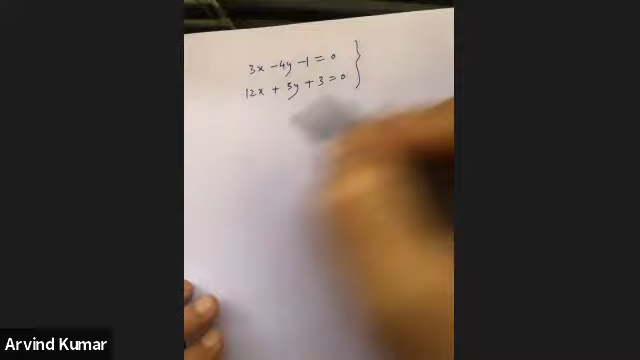 3x - 4y - 1 = 0
12x + 5y + 3 = 0
Arvind Kumar